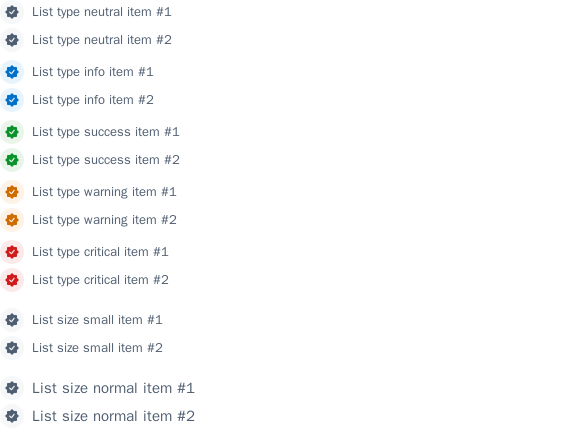 List type neutral item #1
List type neutral item #2
List type info item #1
List type info item #2
List type success item #1
List type success item #2
List type warning item #1
List type warning item #2
List type critical item #1
List type critical item #2
List size small item #1
List size small item #2
List size normal item #1
List size normal item #2